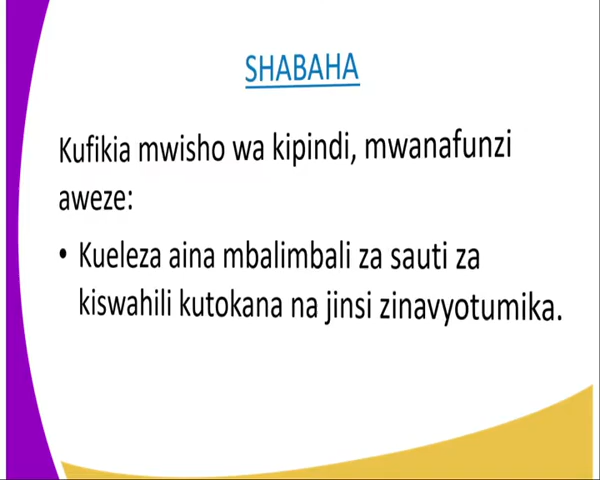 SHABAHA
Kufikia mwisho wa kipindi, mwanafunzi
aweze:
• Kueleza aina mbalimbali za sauti za
kiswahili kutokana na jinsi zinavyotumika.